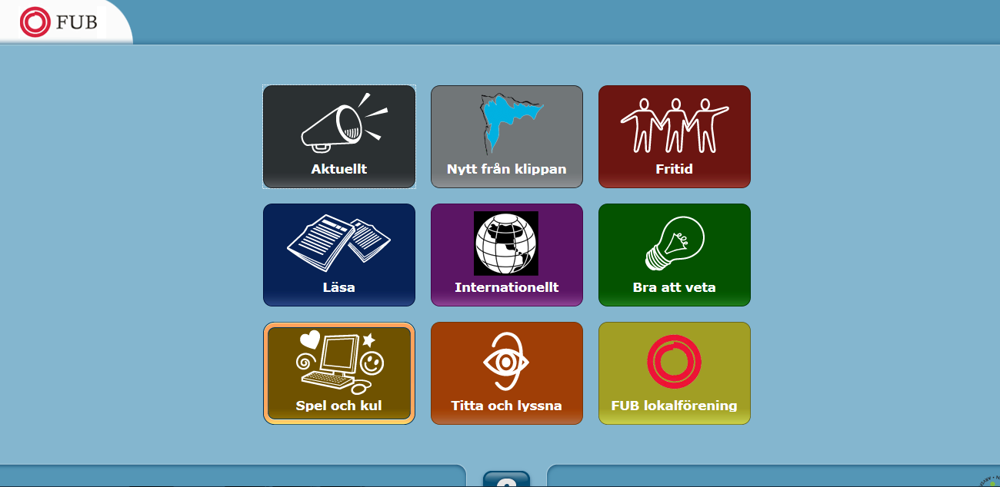 FUB
Aktuellt
Nytt från klippan
Fritid
Läsa
Internationellt
Bra att veta
Spel och kul
Titta och lyssna
FUB lokalförening